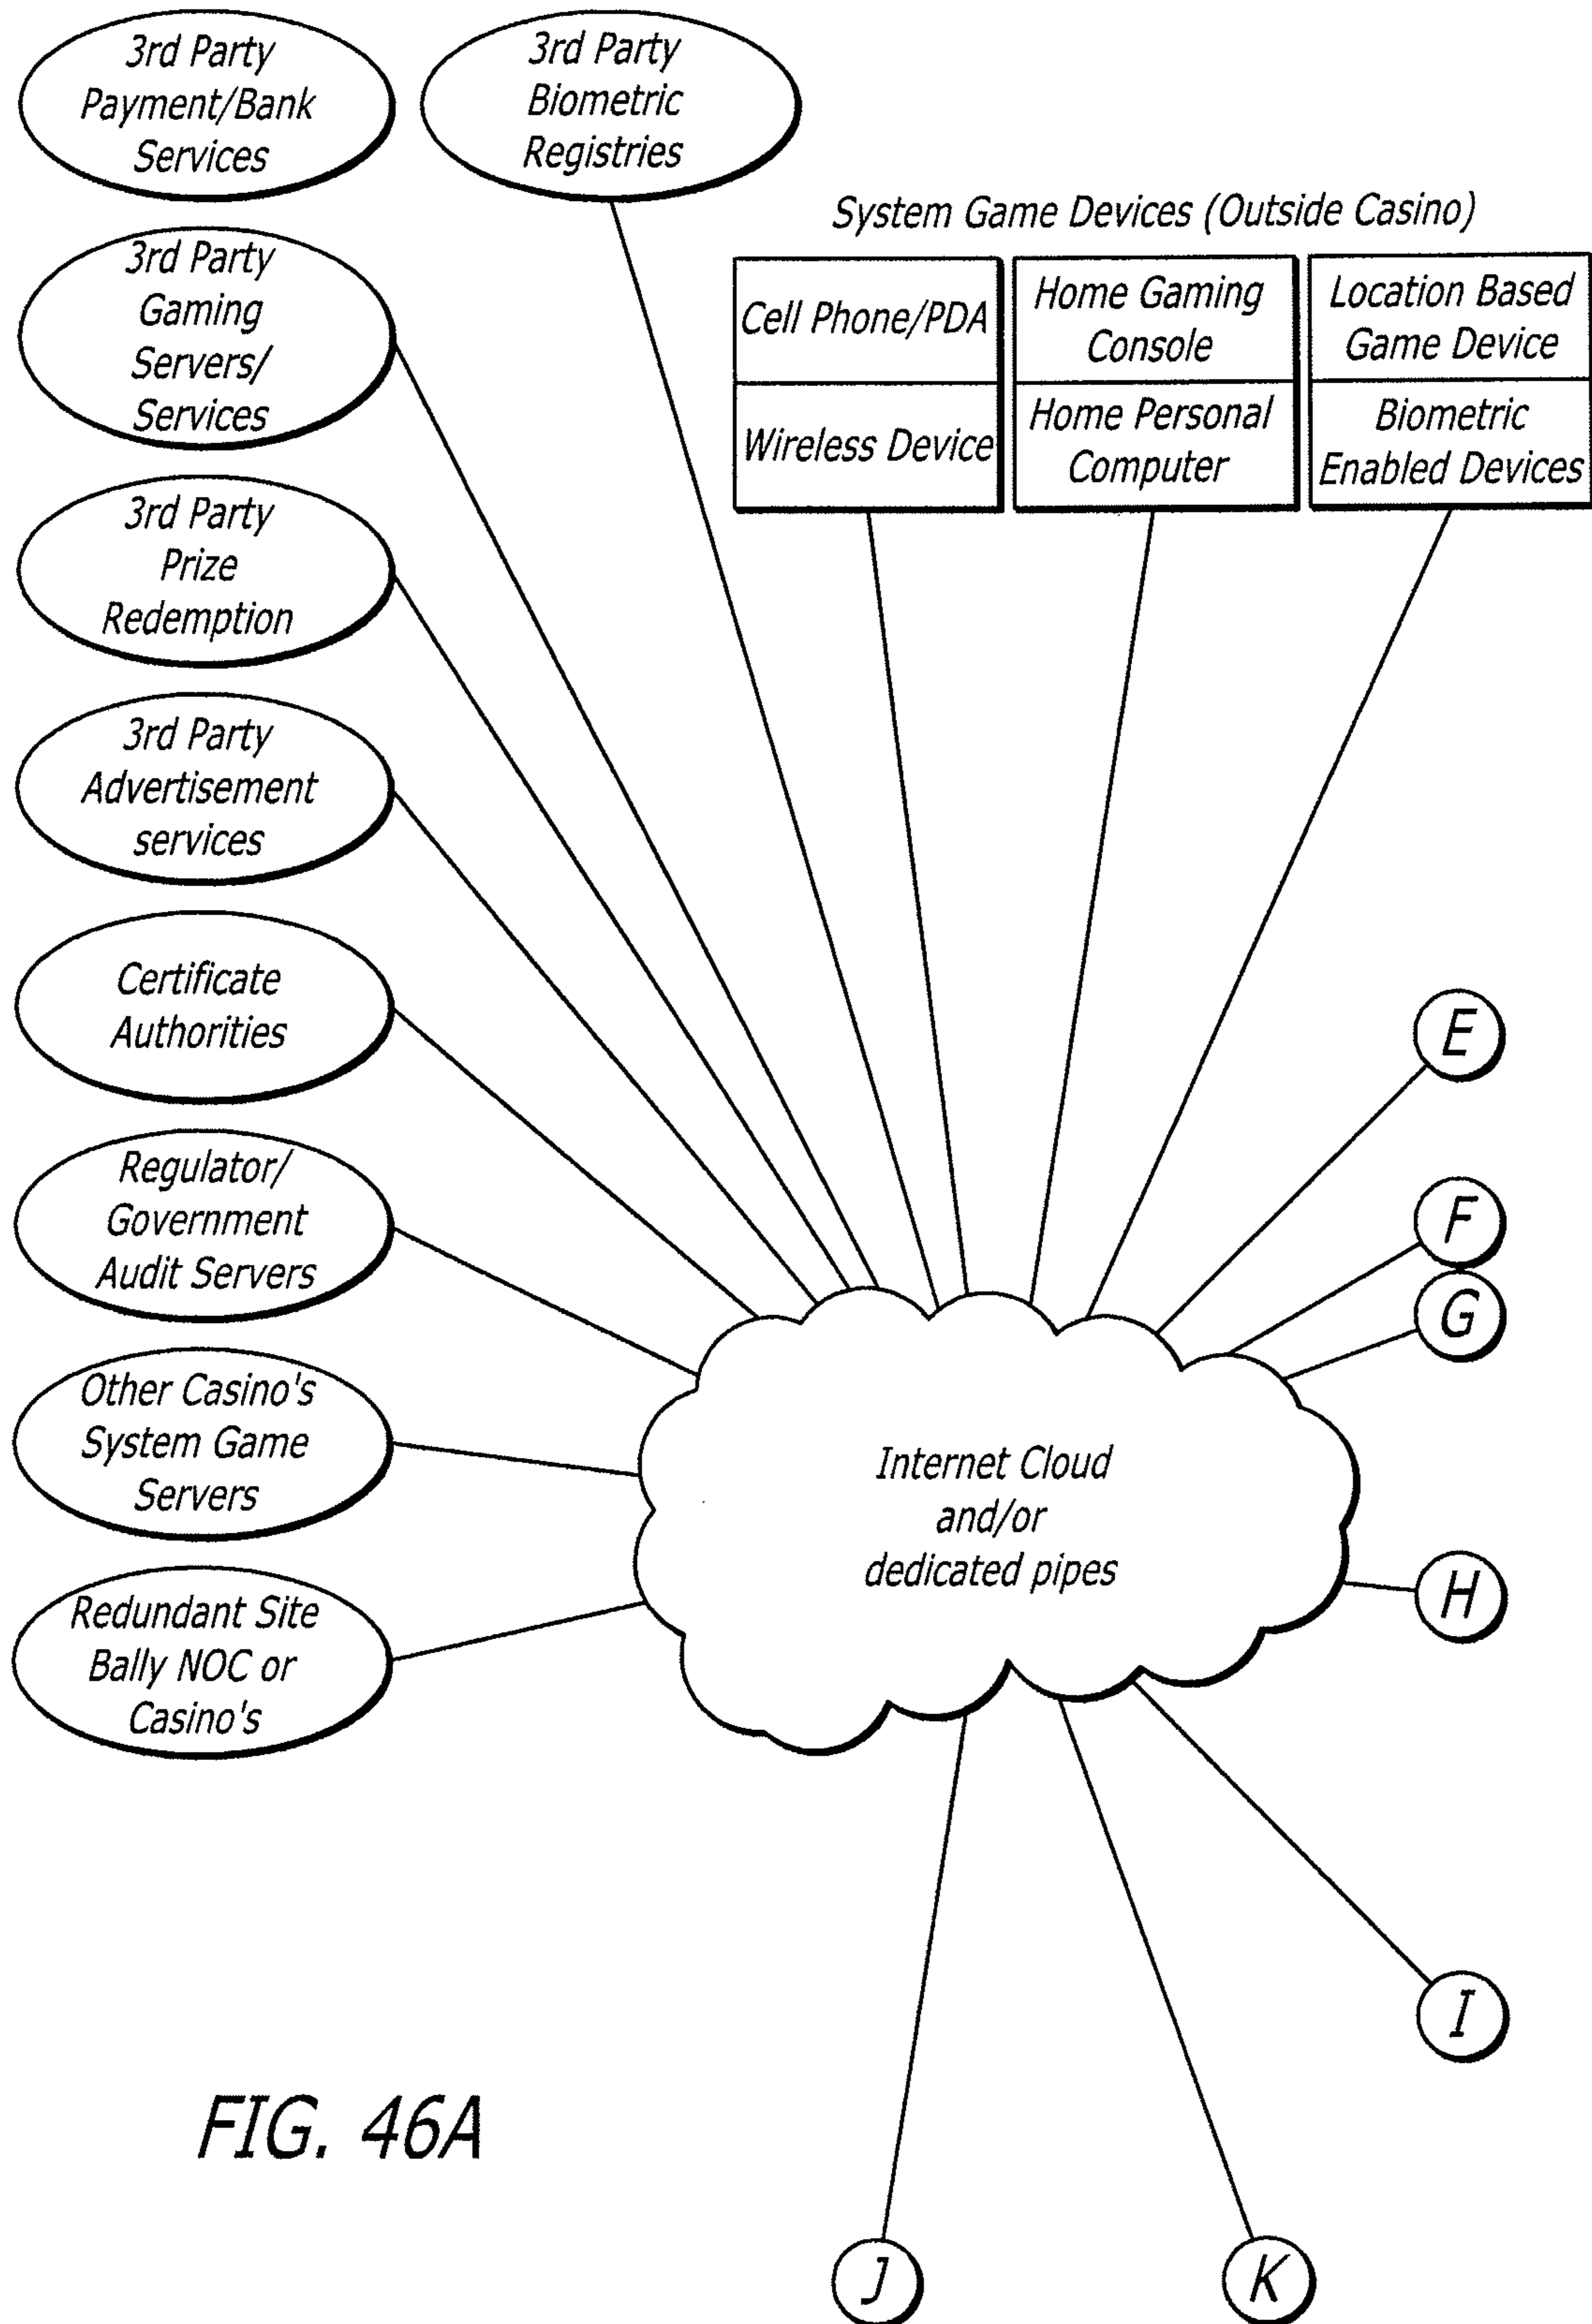 3rd Party
Payment/Bank
Services
3rd Party
Biometric
Registries
System Game Devices (Outside Casino)
3rd Party
Gaming
Servers/
Services
Cell Phone/PDA
Home Gaming
Console
Location Based
Game Device
Wireless Device
Home Personal
Computer
Biometric
Enabled Devices
3rd Party
Prize
Redemption
3rd Party
Advertisement
services
Certificate
Authorities
E
Regulator/
Government
Audit Servers
F
G
Other Casino's
System Game
Servers
Internet Cloud
and/or
dedicated pipes
H
Redundant Site
Bally NOC or
Casino's
I
FIG. 46A
J
K